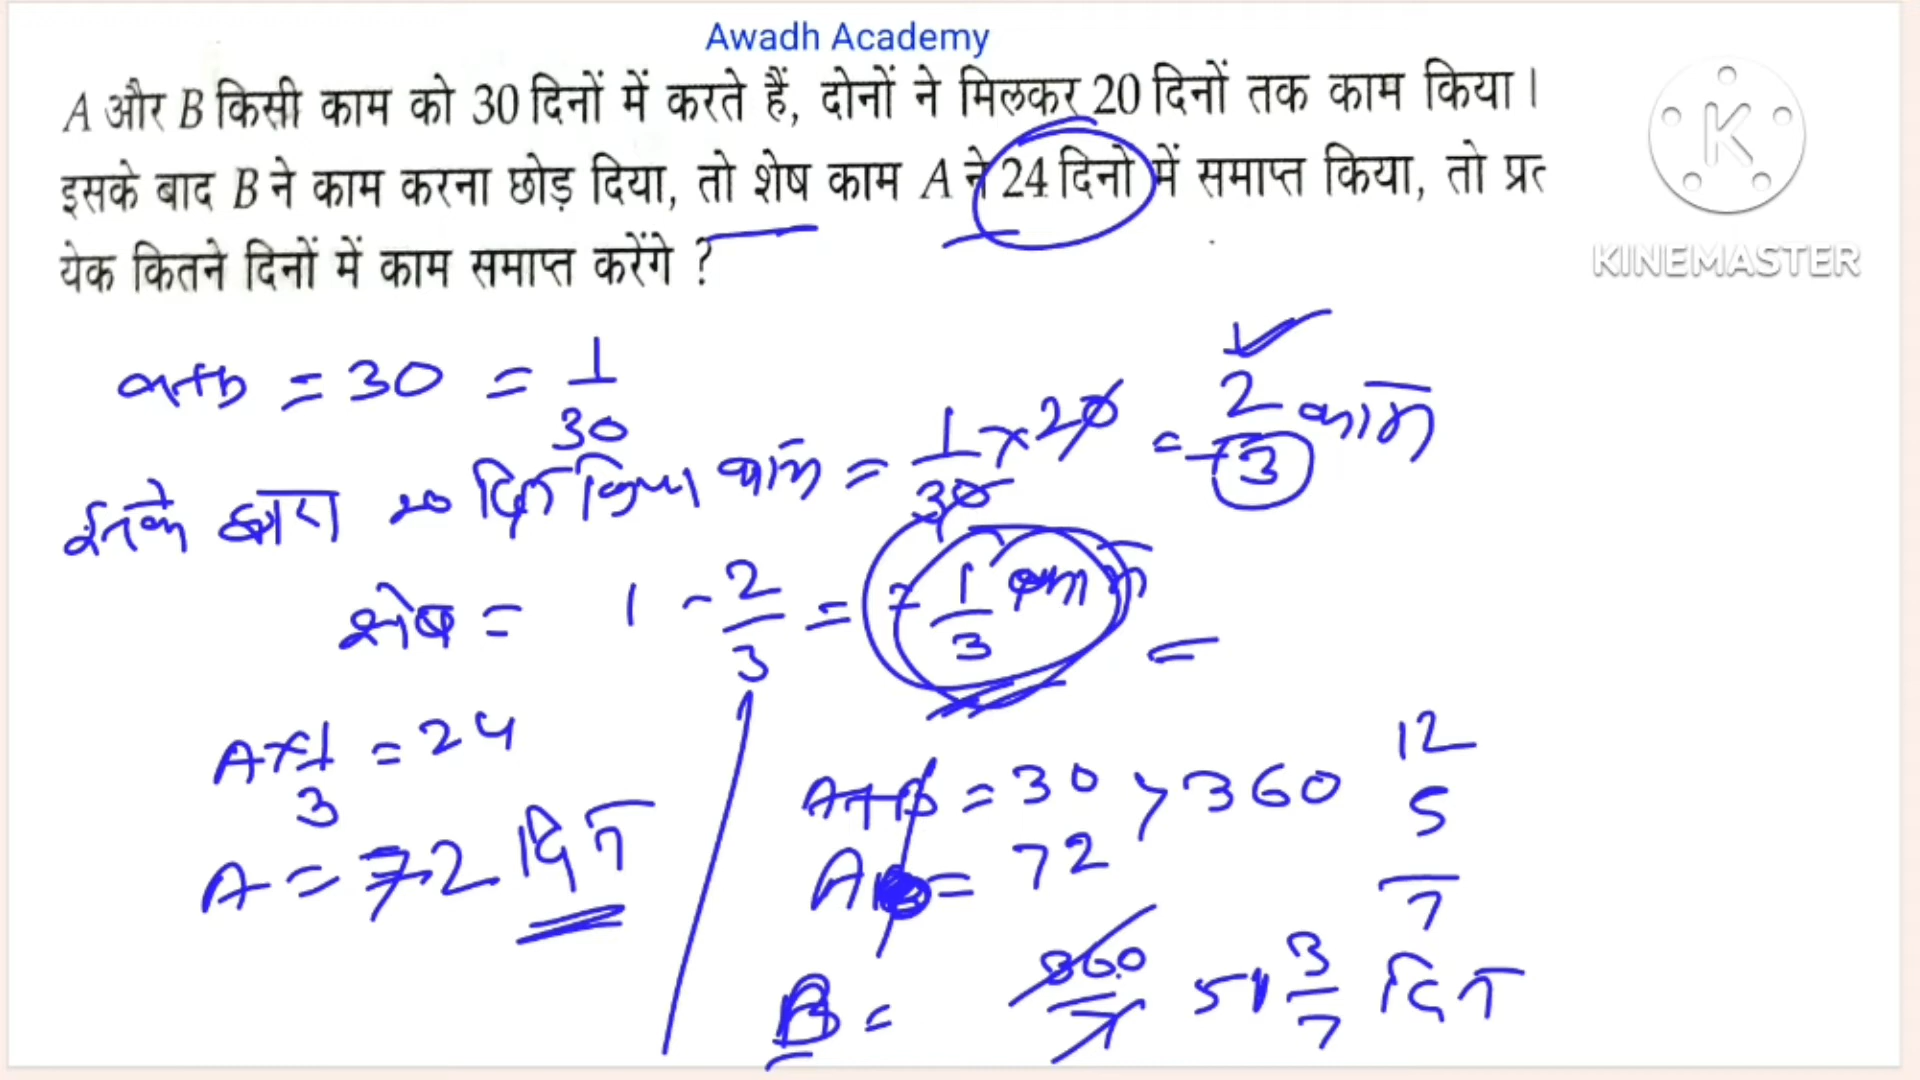 Awadh Academy
A और B किसी काम को 30 दिनों में करते हैं, दोनों ने मिलकर 20 दिनों तक काम किया।
इसके बाद B ने काम करना छोड़ दिया, तो शेष काम A ने 24 दिनो में समाप्त किया, तो प्रत
येक कितने दिनों में काम समाप्त करेंगे ?
K
KINEMASTER
a+b = 30 = 1/30
इनके द्वारा 20 दिन किया काम = 1/30 × 20 = 2/3 काम
शेष = 1 - 2/3 = 1/3 काम =
A × 1/3 = 24
A = 72 दिन
A+B = 30 > 360 12
A = 72 5
7
B = 360/7 51 3/7 दिन